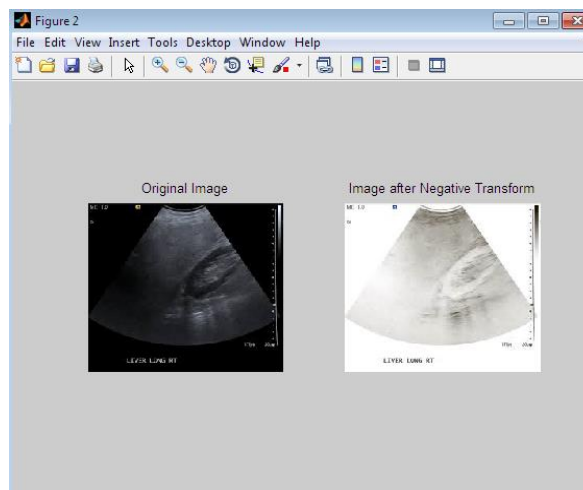 Figure 2
File Edit View Insert Tools Desktop Window Help
Original Image
Image after Negative Transform
LIVER LONG RT
LIVER LONG RT